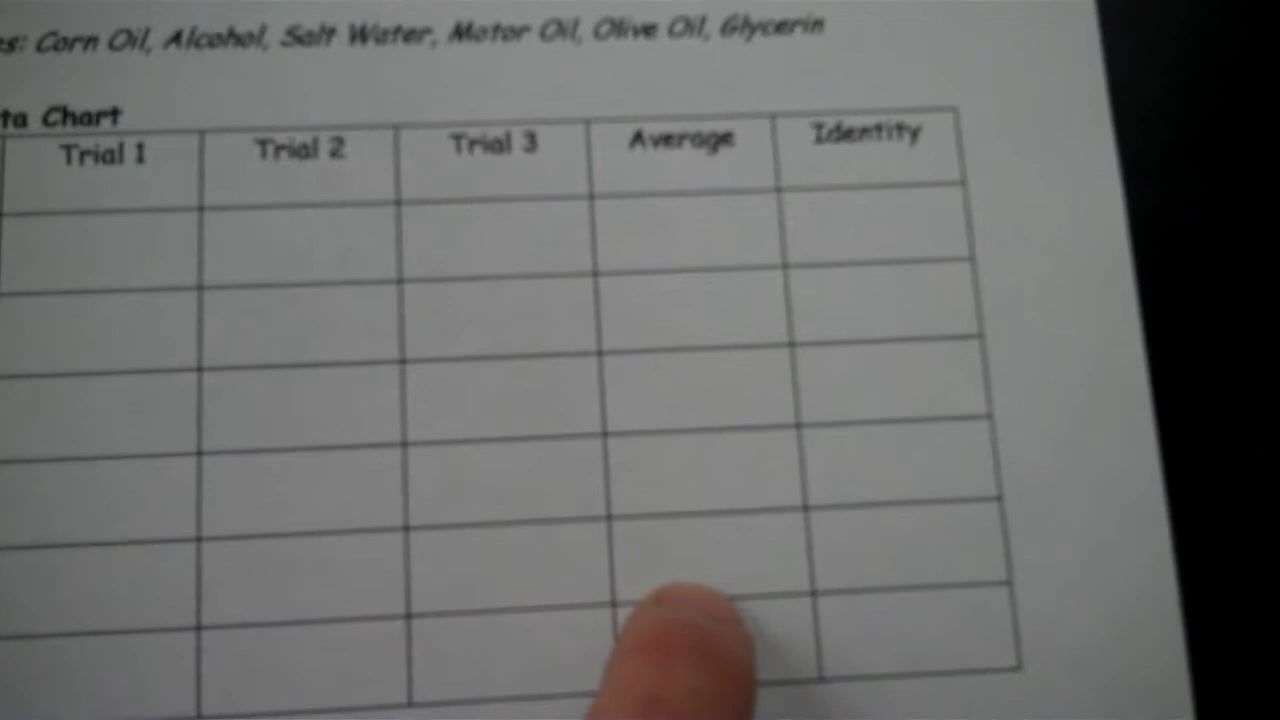 es: Corn Oil, Alcohol, Salt Water, Motor Oil, Olive Oil, Glycerin
ta Chart
Trial 1 Trial 2 Trial 3 Average Identity